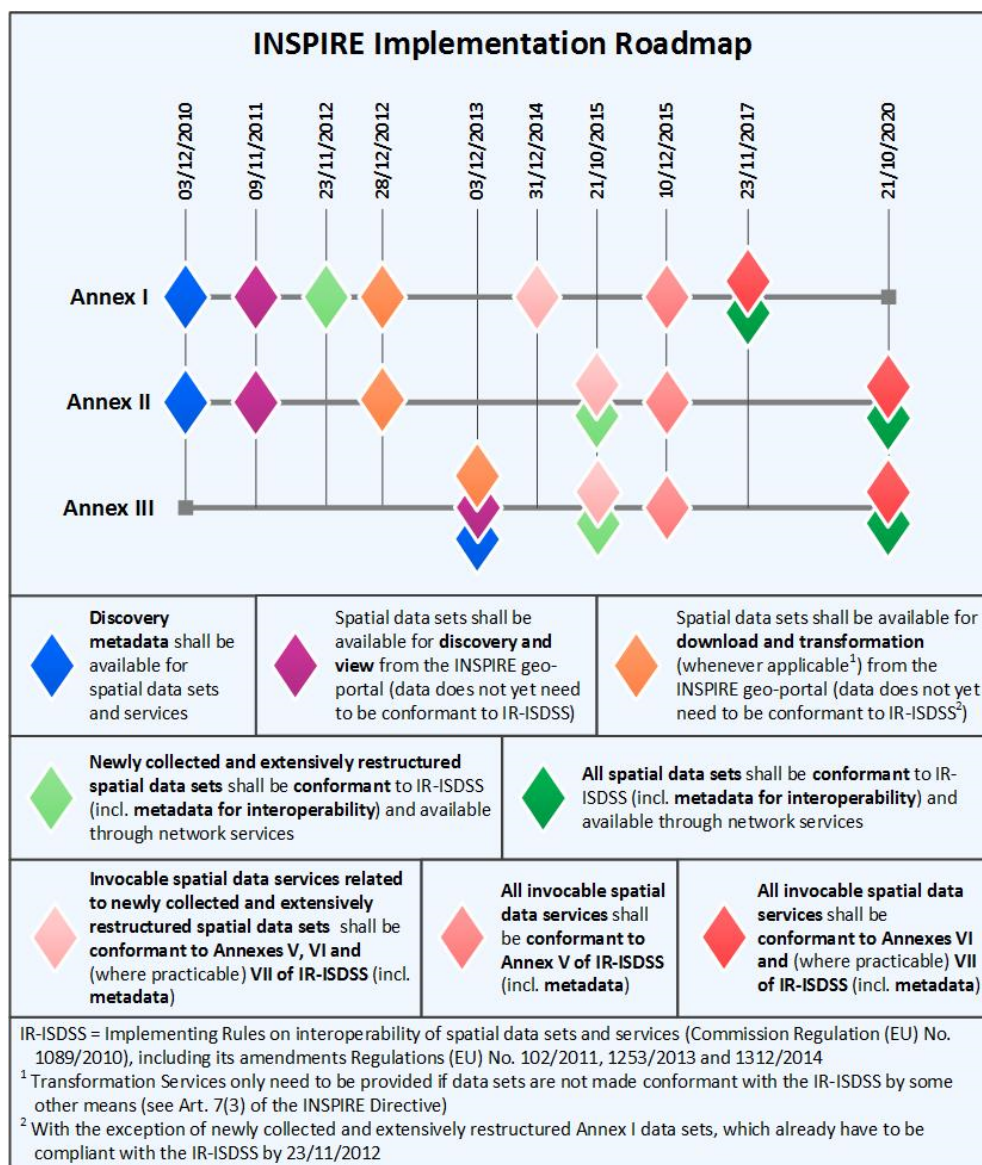 INSPIRE Implementation Roadmap
03/12/2010
09/11/2011
23/11/2012
28/12/2012
03/12/2013
31/12/2014
21/10/2015
10/12/2015
23/11/2017
21/10/2020
Annex I
Annex II
Annex III
Discovery
metadata shall be
available for
spatial data sets
and services
Spatial data sets shall be
available for discovery and
view from the INSPIRE geo-
portal (data does not yet need
to be conformant to IR-ISDSS)
Spatial data sets shall be available for
download and transformation
(whenever applicable¹) from the
INSPIRE geo-portal (data does not yet
need to be conformant to IR-ISDSS²)
Newly collected and extensively restructured
spatial data sets shall be conformant to IR-ISDSS
(incl. metadata for interoperability) and available
through network services
All spatial data sets shall be conformant to IR-
ISDSS (incl. metadata for interoperability) and
available through network services
Invocable spatial data services related
to newly collected and extensively
restructured spatial data sets shall be
conformant to Annexes V, VI and
(where practicable) VII of IR-ISDSS (incl.
metadata)
All invocable spatial
data services shall
be conformant to
Annex V of IR-ISDSS
(incl. metadata)
All invocable spatial data
services shall be
conformant to Annexes VI
and (where practicable) VII
of IR-ISDSS (incl. metadata)
IR-ISDSS = Implementing Rules on interoperability of spatial data sets and services (Commission Regulation (EU) No.
1089/2010), including its amendments Regulations (EU) No. 102/2011, 1253/2013 and 1312/2014
¹ Transformation Services only need to be provided if data sets are not made conformant with the IR-ISDSS by some
other means (see Art. 7(3) of the INSPIRE Directive)
² With the exception of newly collected and extensively restructured Annex I data sets, which already have to be
compliant with the IR-ISDSS by 23/11/2012